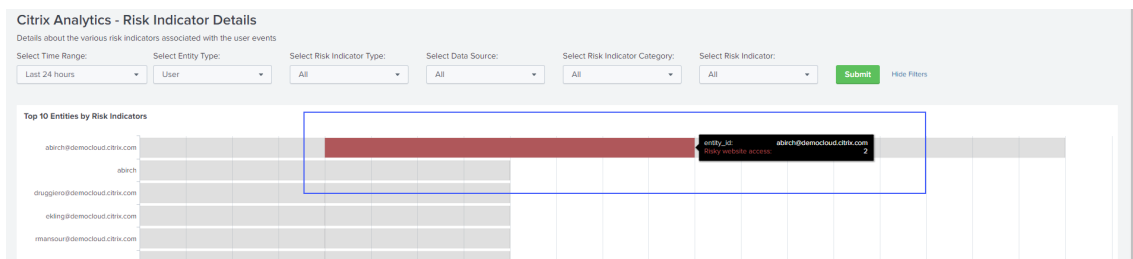 Citrix Analytics - Risk Indicator Details
Details about the various risk indicators associated with the user events
Select Time Range: Select Entity Type: Select Risk Indicator Type: Select Data Source: Select Risk Indicator Category: Select Risk Indicator:
Last 24 hours User All All All All Submit Hide Filters
Top 10 Entities by Risk Indicators
abirch@democloud.citrix.com
entity_id: abirch@democloud.citrix.com
Risky website access: 2
abirch
druggiero@democloud.citrix.com
ekling@democloud.citrix.com
rmansour@democloud.citrix.com